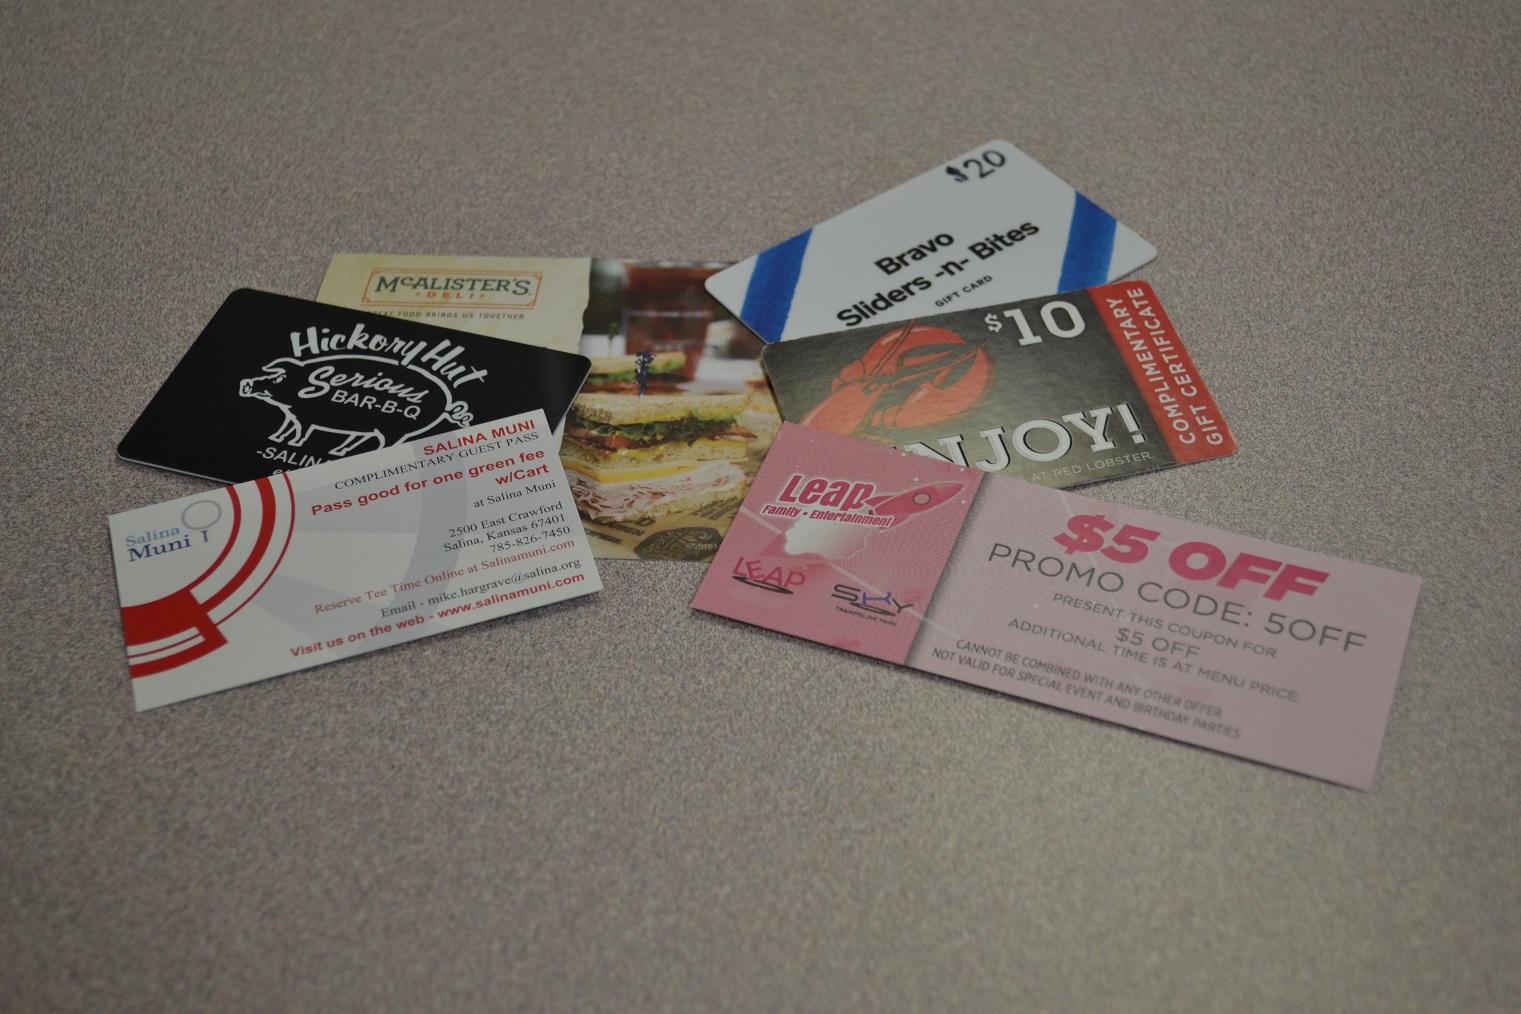 McALISTER'S
DELI
GREAT FOOD BRINGS US TOGETHER
Hickory Hut
Serious
BAR-B-Q
$20
Bravo
Sliders -n- Bites
GIFT CARD
$10
ENJOY!
AT RED LOBSTER
COMPLIMENTARY
GIFT CERTIFICATE
Salina
Muni
SALINA MUNI
COMPLIMENTARY GUEST PASS
Pass good for one green fee
w/Cart
at Salina Muni
2500 East Crawford
Salina, Kansas 67401
785-826-7450
Reserve Tee Time Online at Salinamuni.com
Email - mike.hargrave@salina.org
Visit us on the web - www.salinamuni.com
Leap
Family • Entertainment
LEAP
SKY
TRAMPOLINE PARK
$5 OFF
PROMO CODE: 5OFF
PRESENT THIS COUPON FOR
$5 OFF
ADDITIONAL TIME IS AT MENU PRICE.
CANNOT BE COMBINED WITH ANY OTHER OFFER.
NOT VALID FOR SPECIAL EVENT AND BIRTHDAY PARTIES